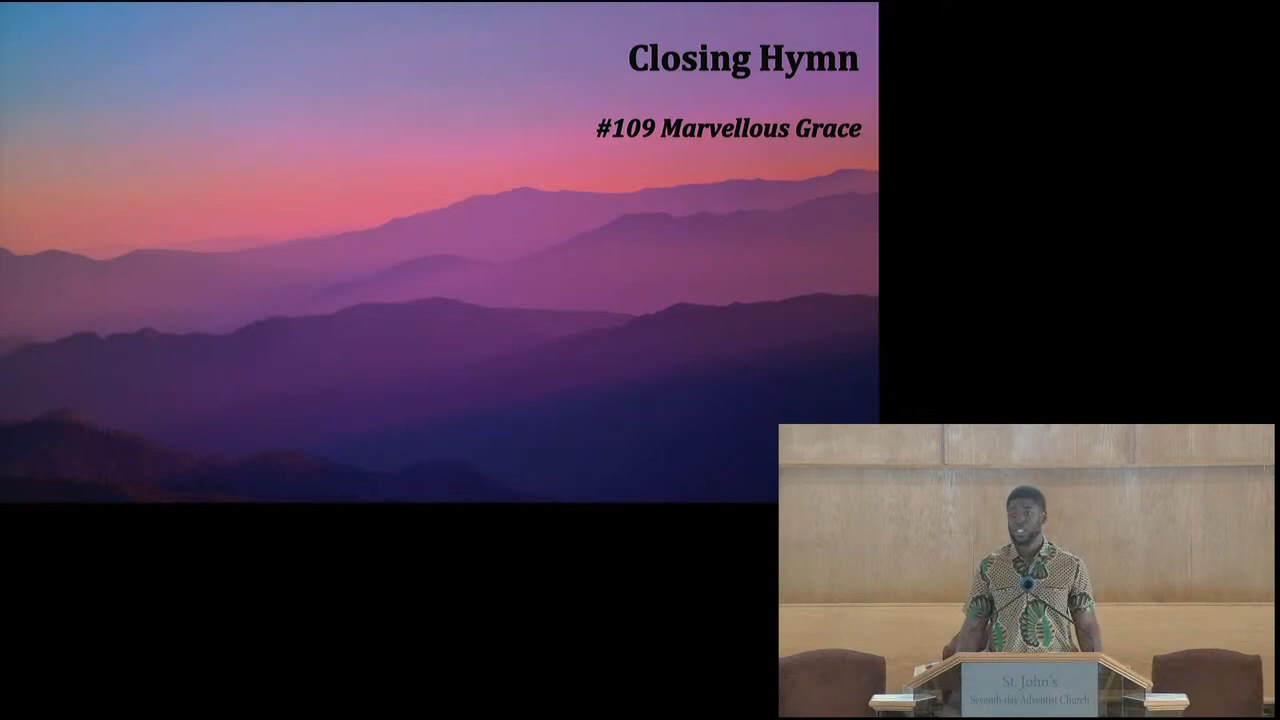 Closing Hymn
#109 Marvellous Grace
St. John's
Seventh-day Adventist Church